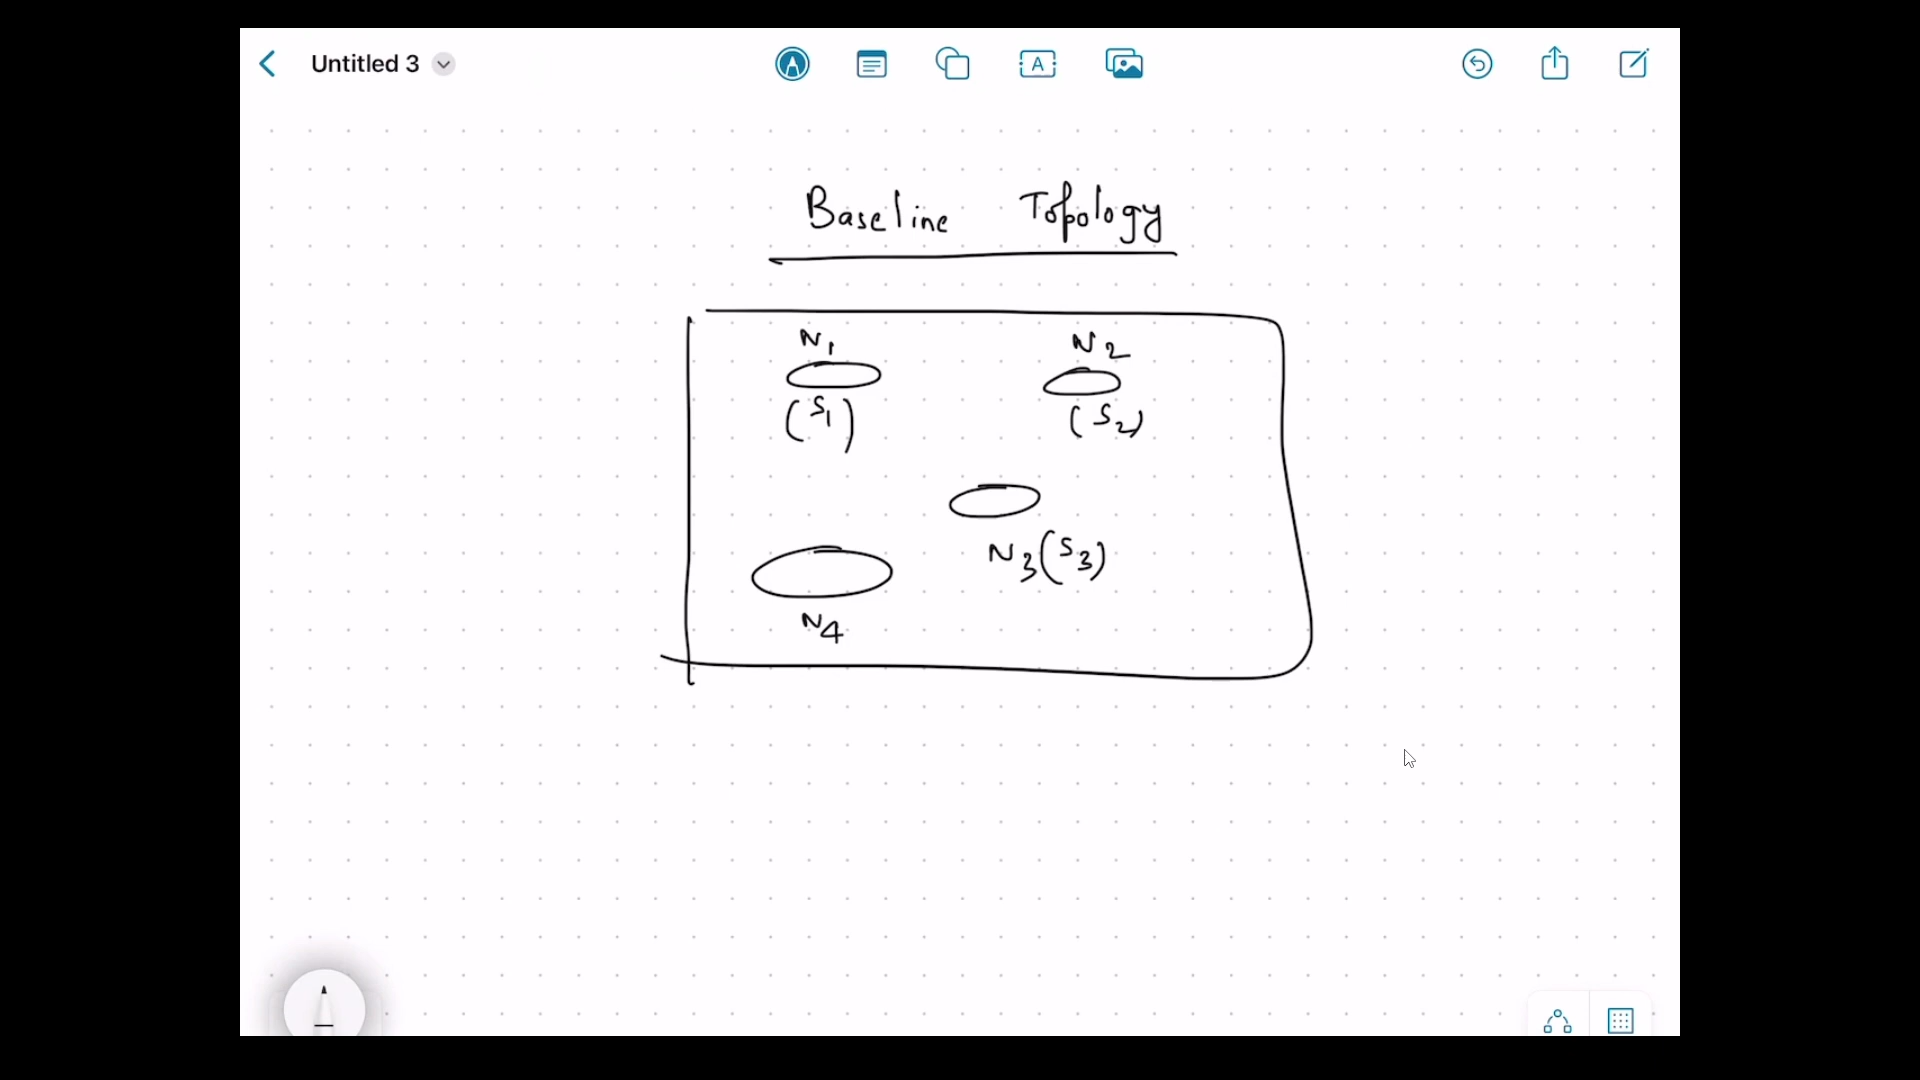 Untitled 3
Baseline Topology
N1 N2
(S1) (S2)
N3(S3)
N4